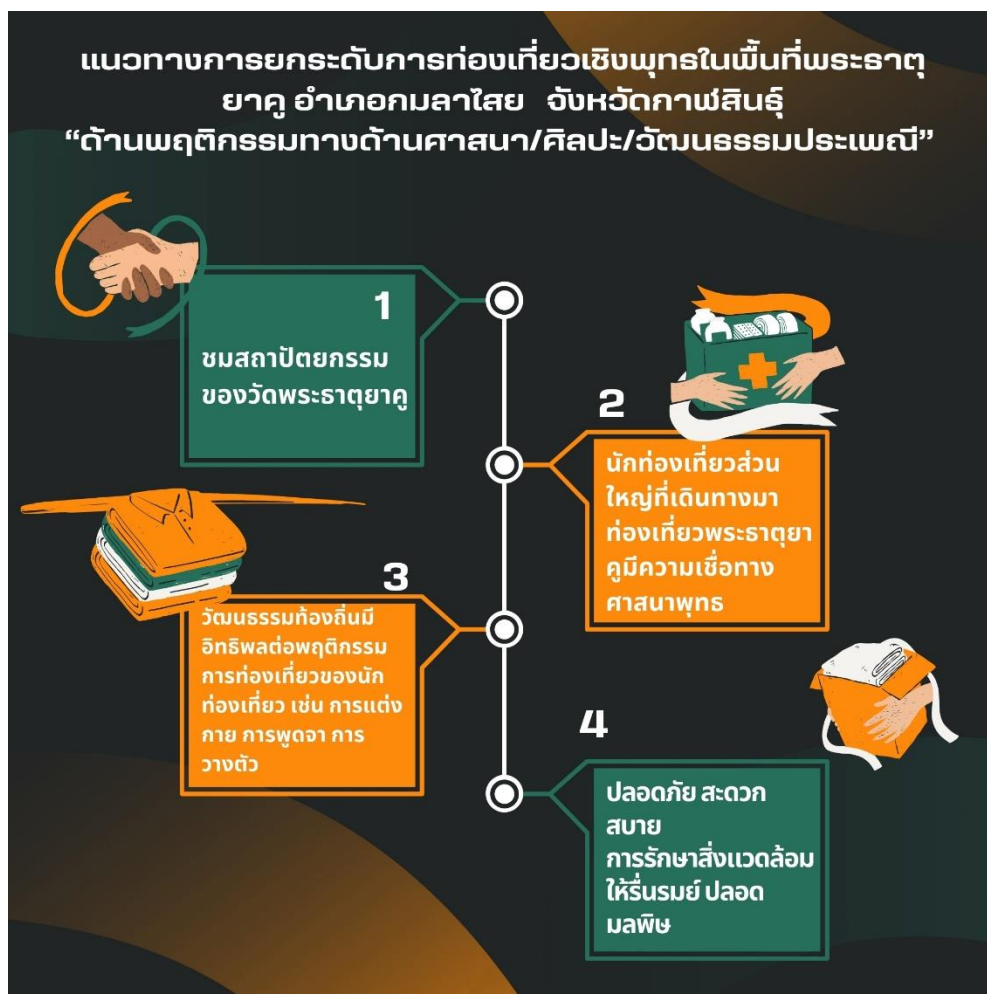 แนวทางการยกระดับการท่องเที่ยวเชิงพุทธในพื้นที่พระธาตุ
ยาคู อำเภอกมลาไสย จังหวัดกาฬสินธุ์
“ด้านพฤติกรรมทางด้านศาสนา/ศิลปะ/วัฒนธรรมประเพณี”
1
ชมสถาปัตยกรรม
ของวัดพระธาตุยาคู
2
นักท่องเที่ยวส่วน
ใหญ่ที่เดินทางมา
ท่องเที่ยวพระธาตุยา
คูมีความเชื่อทาง
ศาสนาพุทธ
3
วัฒนธรรมท้องถิ่นมี
อิทธิพลต่อพฤติกรรม
การท่องเที่ยวของนัก
ท่องเที่ยว เช่น การแต่ง
กาย การพูดจา การ
วางตัว
4
ปลอดภัย สะดวก
สบาย
การรักษาสิ่งแวดล้อม
ให้รื่นรมย์ ปลอด
มลพิษ